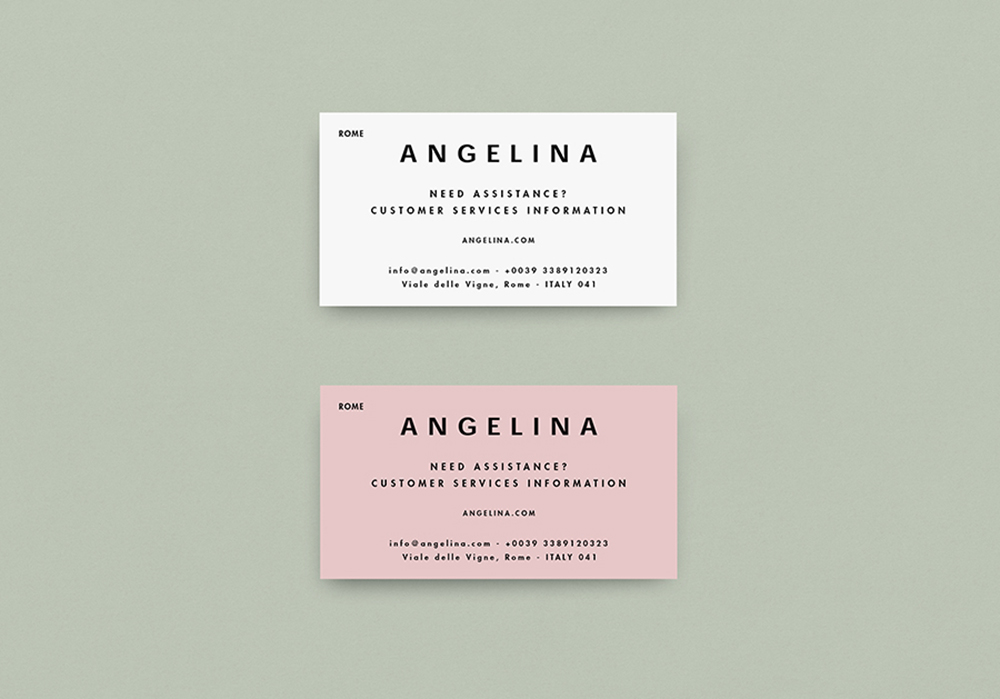 ROME
ANGELINA
NEED ASSISTANCE?
CUSTOMER SERVICES INFORMATION
ANGELINA.COM
info@angelina.com - +0039 3389120323
Viale delle Vigne, Rome - ITALY 041
ROME
ANGELINA
NEED ASSISTANCE?
CUSTOMER SERVICES INFORMATION
ANGELINA.COM
info@angelina.com - +0039 3389120323
Viale delle Vigne, Rome - ITALY 041